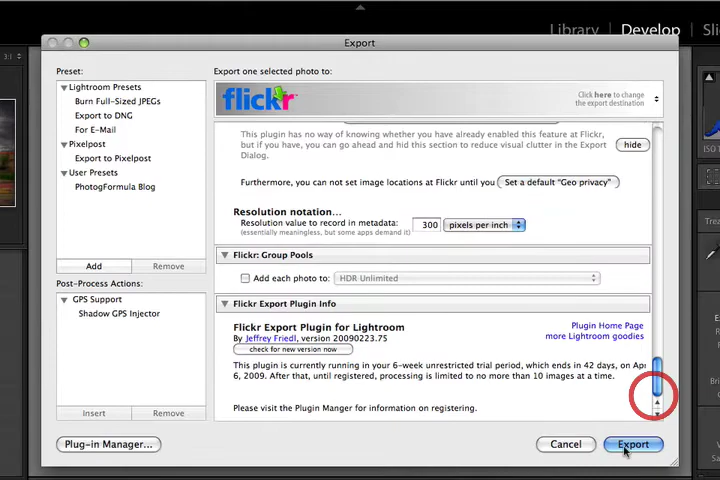 Library
Develop
Export
3:1
Preset:
Export one selected photo to:
Lightroom Presets
Burn Full-Sized JPEGs
Export to DNG
For E-Mail
Pixelpost
Export to Pixelpost
User Presets
PhotogFormula Blog
Add
Remove
Post-Process Actions:
GPS Support
Shadow GPS Injector
Insert
Remove
flickr
Click here to change
the export destination
This plugin has no way of knowing whether you have already enabled this feature at Flickr,
but if you have, you can go ahead and hid this section to reduce visual clutter in the Export
Dialog.
hide
Furthermore, you can not set image locations at Flickr until you Set a default "Geo privacy"
Resolution notation...
Resolution value to record in metadata:
(essentially meaningless, but some apps demand it)
300 pixels per inch
Flickr: Group Pools
Add each photo to: HDR Unlimited
Flickr Export Plugin Info
Flickr Export Plugin for Lightroom
By Jeffrey Friedl, version 20090223.75
check for new version now
Plugin Home Page
more Lightroom goodies
This plugin is currently running in your 6-week unrestricted trial period, which ends in 42 days, on Apr
6, 2009. After that, until registered, processing is limited to no more than 10 images at a time.
Please visit the Plugin Manger for information on registering.
Plug-in Manager...
Cancel
Export